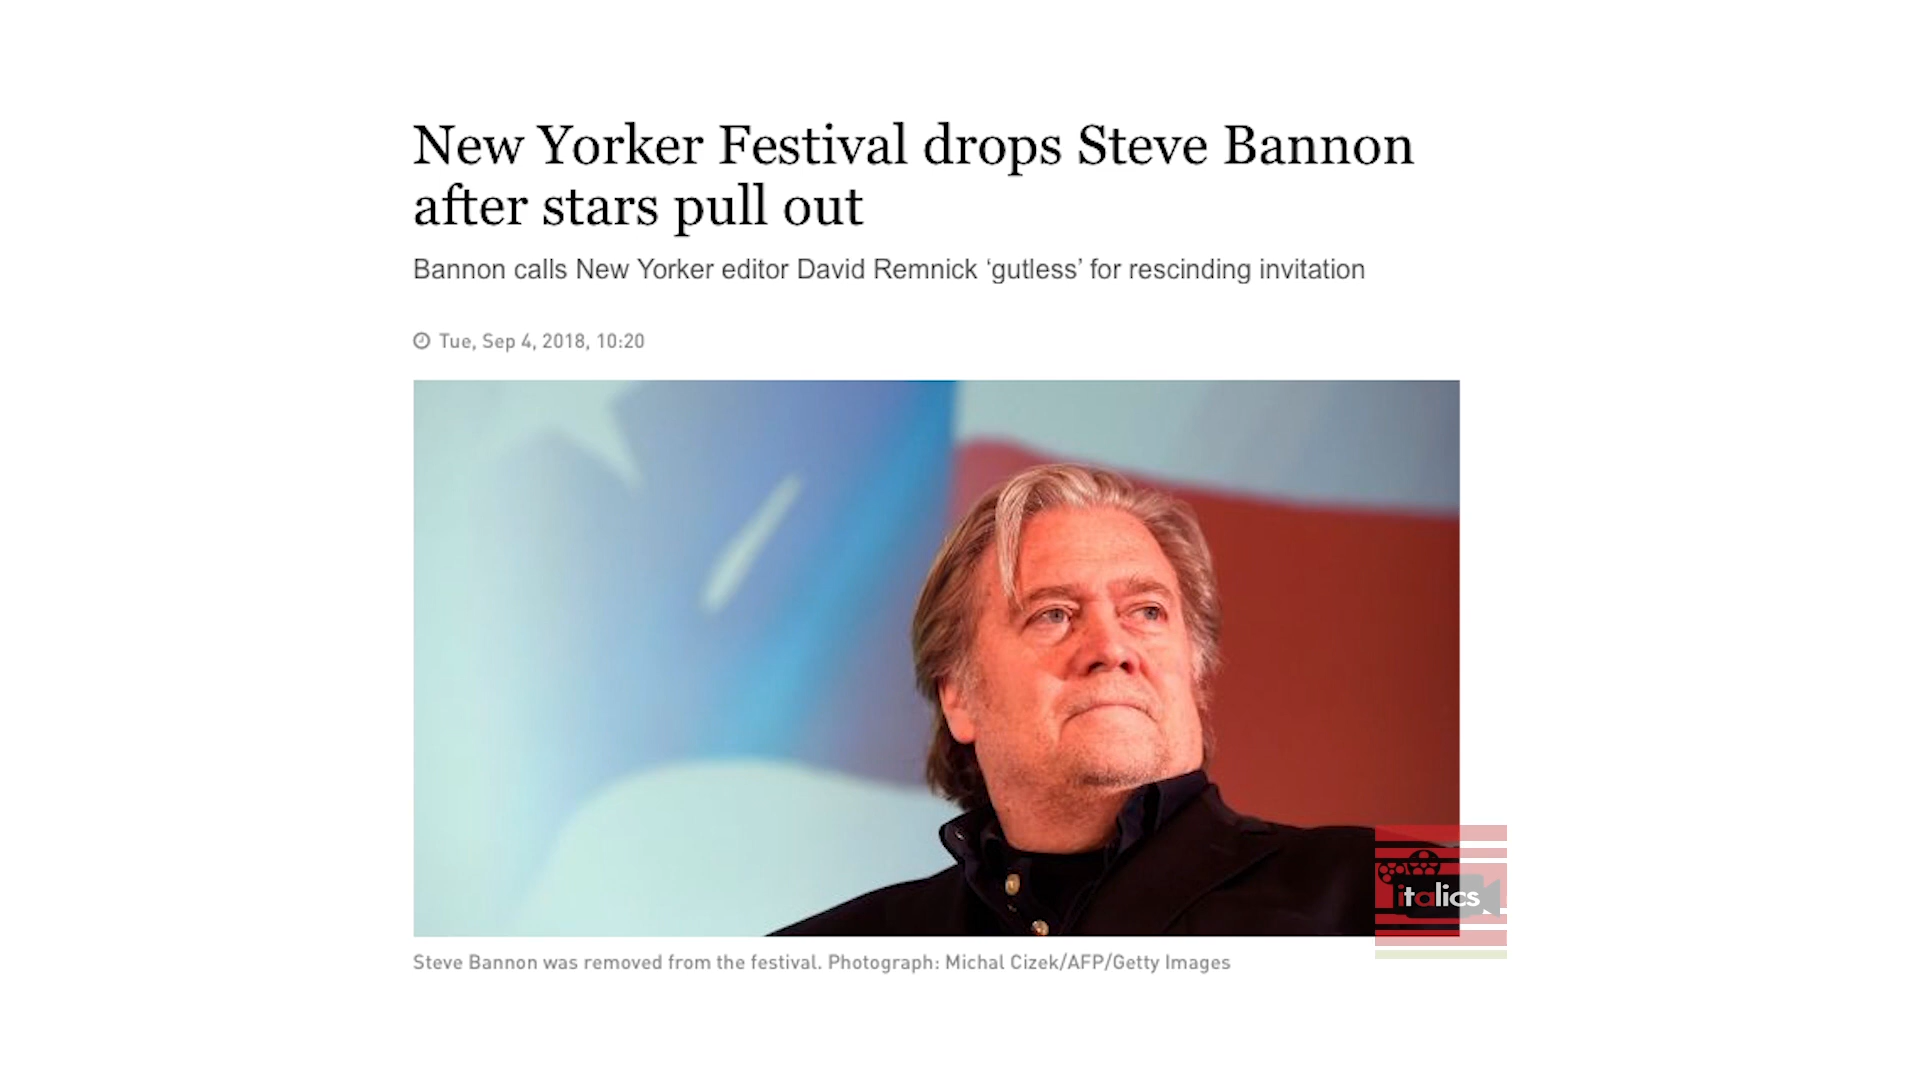 New Yorker Festival drops Steve Bannon
after stars pull out
Bannon calls New Yorker editor David Remnick ‘gutless’ for rescinding invitation
Tue, Sep 4, 2018, 10:20
italics
Steve Bannon was removed from the festival. Photograph: Michal Cizek/AFP/Getty Images